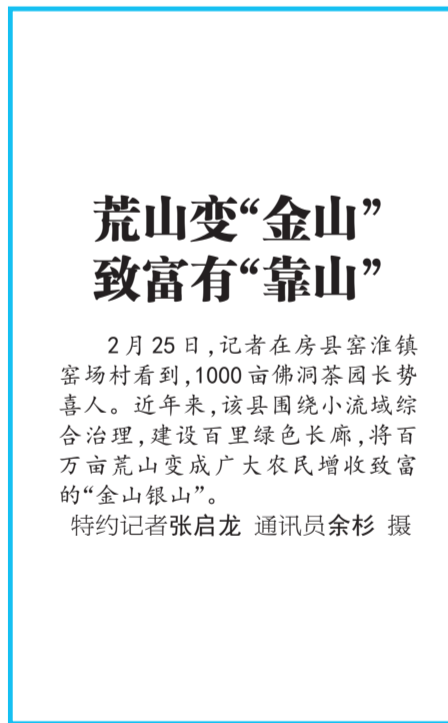 荒山变“金山”
致富有“靠山”
2月25日,记者在房县窑淮镇
窑场村看到,1000亩佛洞茶园长势
喜人。近年来,该县围绕小流域综
合治理,建设百里绿色长廊,将百
万亩荒山变成广大农民增收致富
的“金山银山”。
特约记者张启龙 通讯员余杉 摄